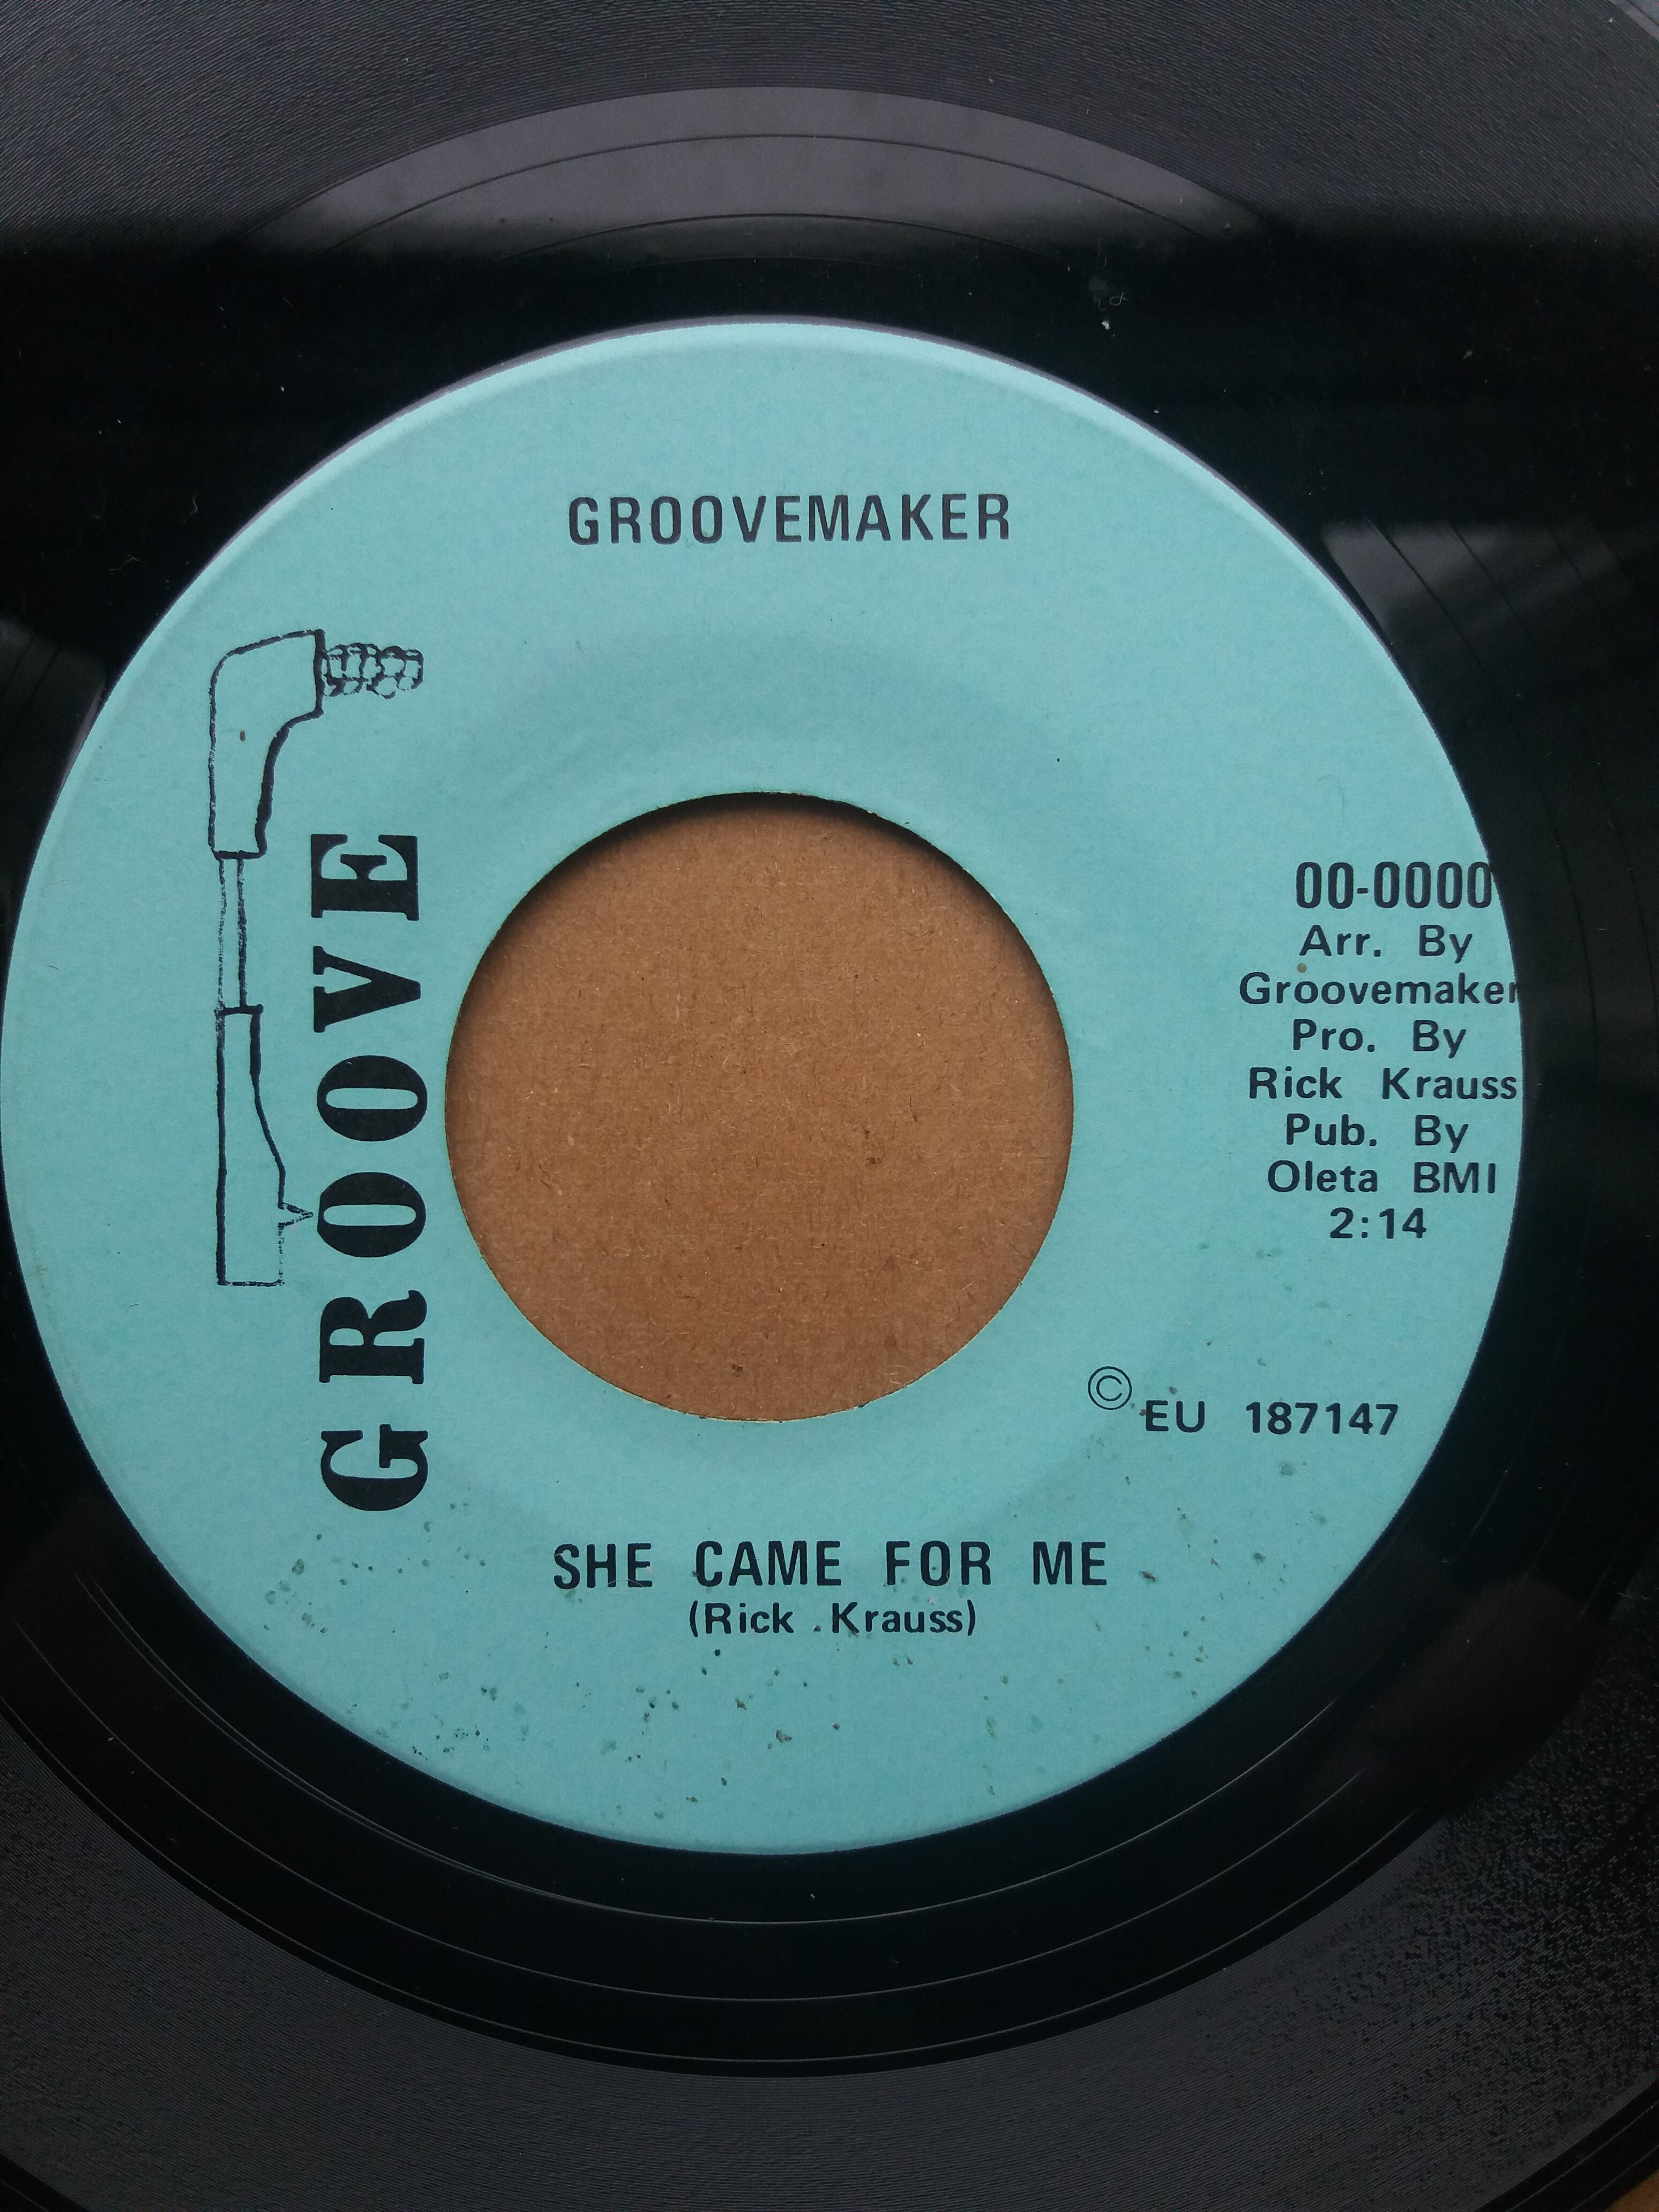 GROOVEMAKER
GROOVE
00-0000
Arr. By
Groovemaker
Pro. By
Rick Krauss
Pub. By
Oleta BMI
2:14
© EU 187147
SHE CAME FOR ME
(Rick . Krauss)